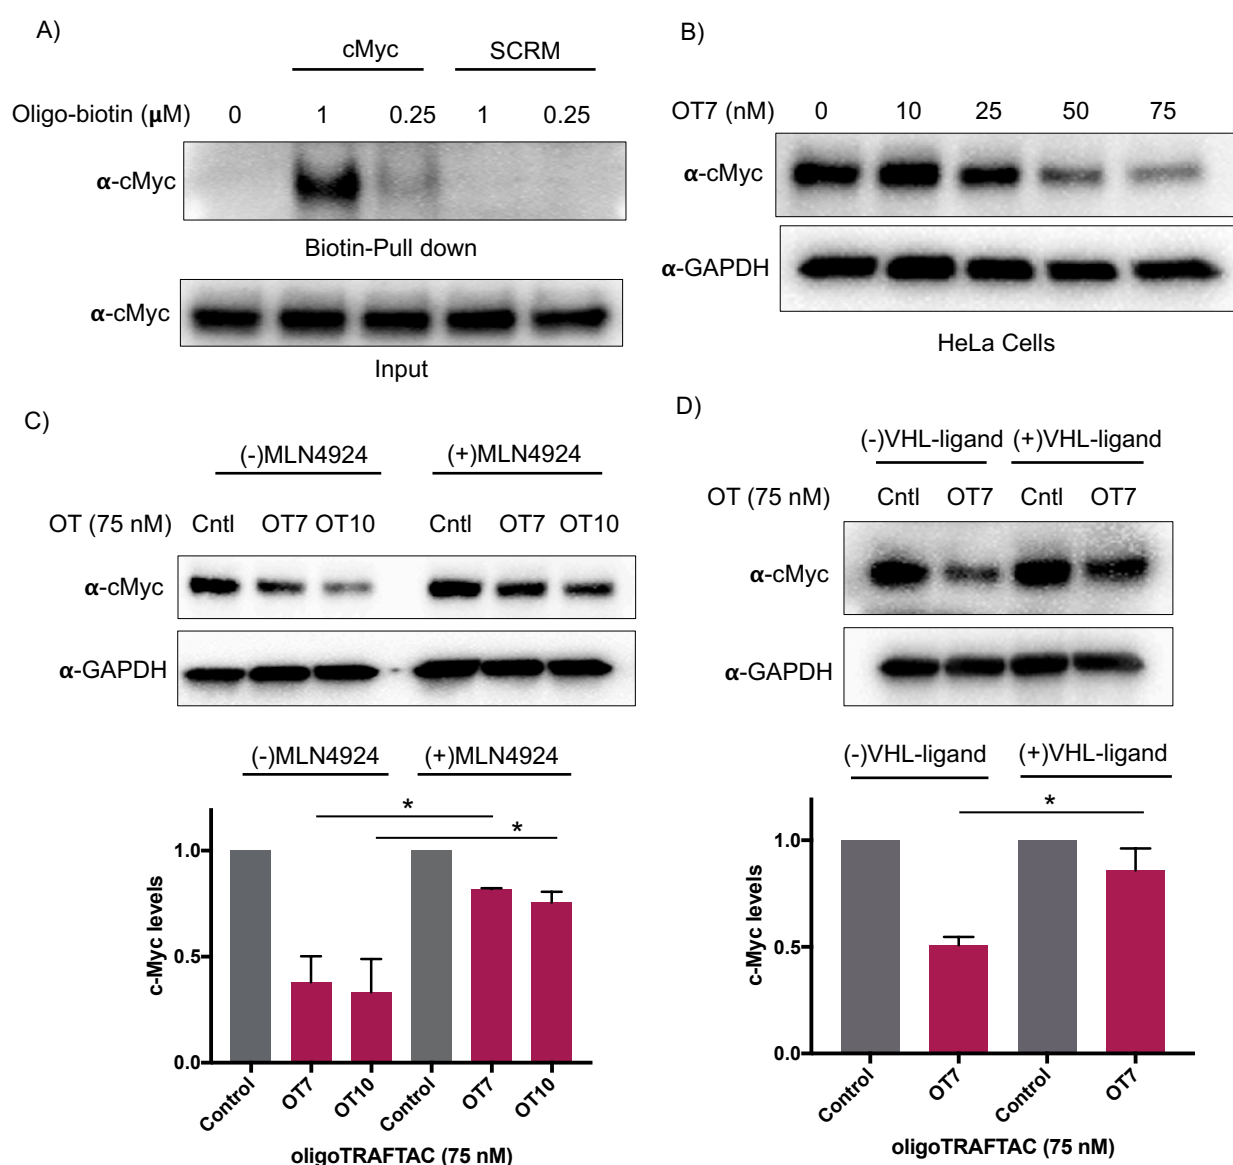 A)
cMyc SCRM
Oligo-biotin (µM) 0 1 0.25 1 0.25
α-cMyc
Biotin-Pull down
α-cMyc
Input
B)
OT7 (nM) 0 10 25 50 75
α-cMyc
α-GAPDH
HeLa Cells
C)
(-)MLN4924 (+)MLN4924
OT (75 nM) Cntl OT7 OT10 Cntl OT7 OT10
α-cMyc
α-GAPDH
(-)MLN4924 (+)MLN4924
* *
c-Myc levels
1.0
0.5
0.0
Control OT7 OT10 Control OT7 OT10
oligoTRAFTAC (75 nM)
D)
(-)VHL-ligand (+)VHL-ligand
OT (75 nM) Cntl OT7 Cntl OT7
α-cMyc
α-GAPDH
(-)VHL-ligand (+)VHL-ligand
*
c-Myc levels
1.0
0.5
0.0
Control OT7 Control OT7
oligoTRAFTAC (75 nM)